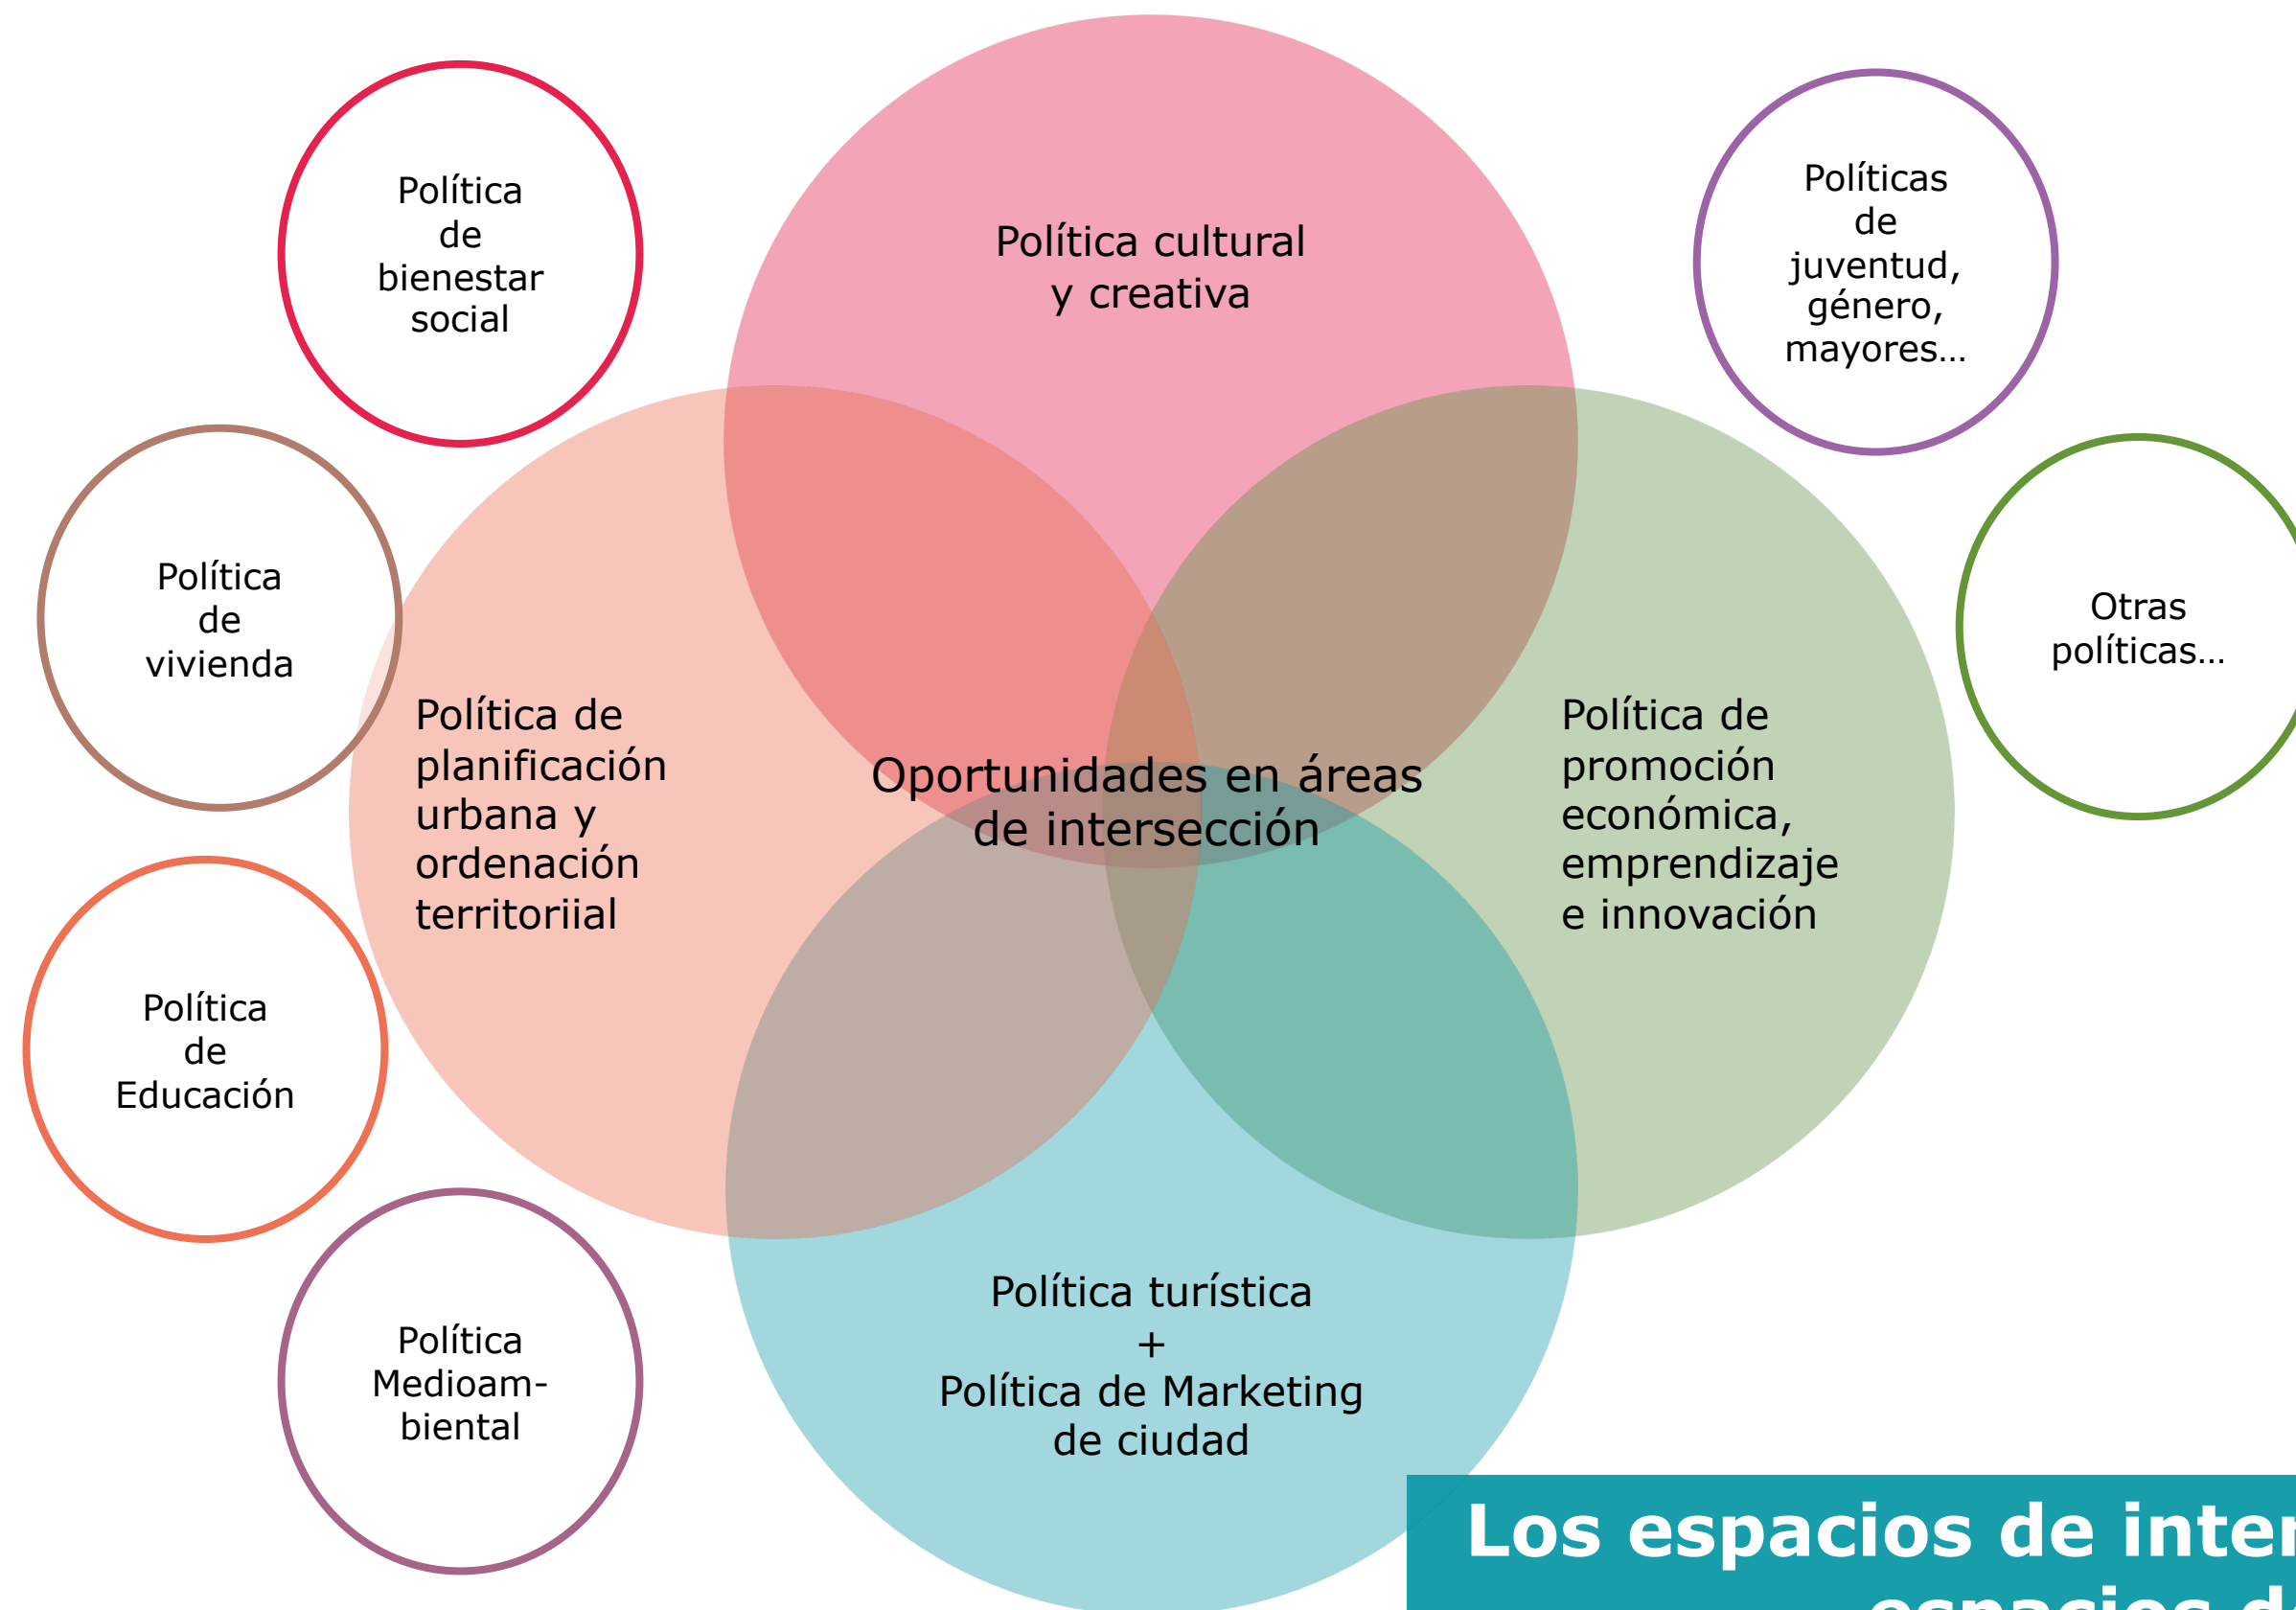 Política
de
bienestar
social
Política cultural
y creativa
Políticas
de
juventud,
género,
mayores…
Política
de
vivienda
Otras
políticas…
Política de
planificación
urbana y
ordenación
territoriial
Oportunidades en áreas
de intersección
Política de
promoción
económica,
emprendizaje
e innovación
Política
de
Educación
Política
Medioam-
biental
Política turística
+
Política de Marketing
de ciudad
Los espacios de
espacios